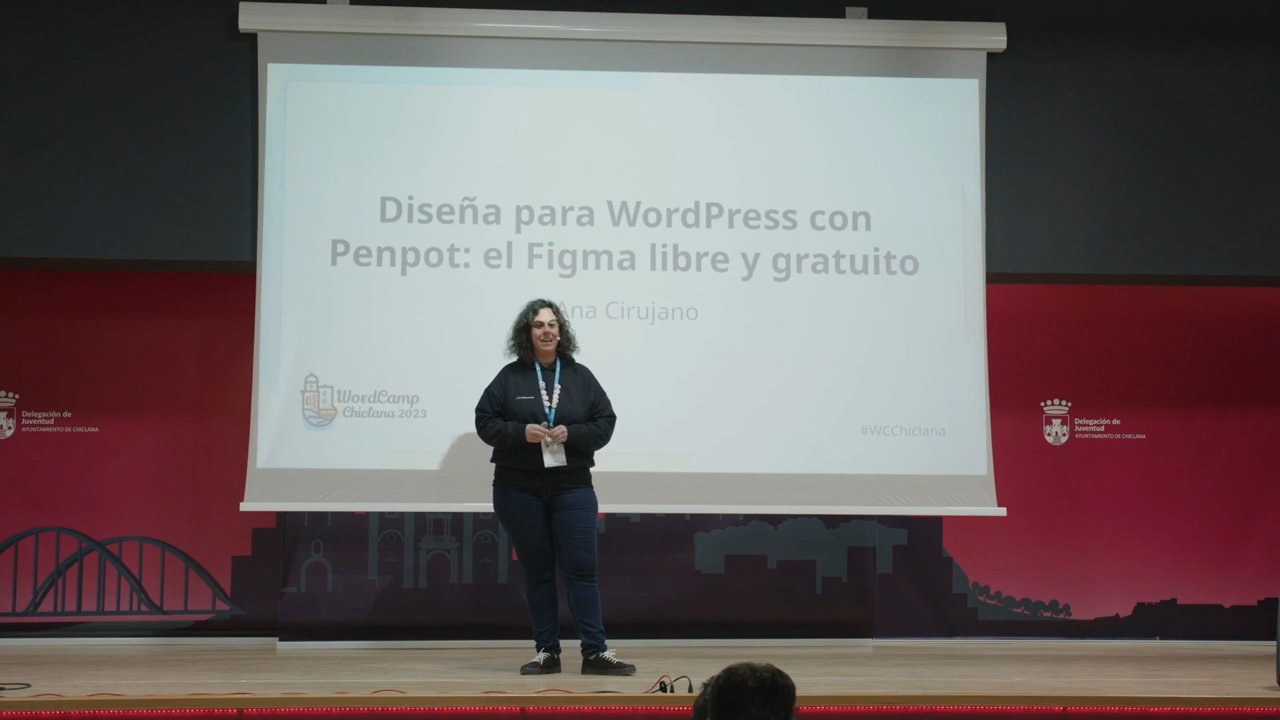 Diseña para WordPress con
Penpot: el Figma libre y gratuito
Ana Cirujano
WordCamp
Chiclana 2023
#WCChiclana
Delegación de
Juventud
AYUNTAMIENTO DE CHICLANA
Delegación de
Juventud
AYUNTAMIENTO DE CHICLANA